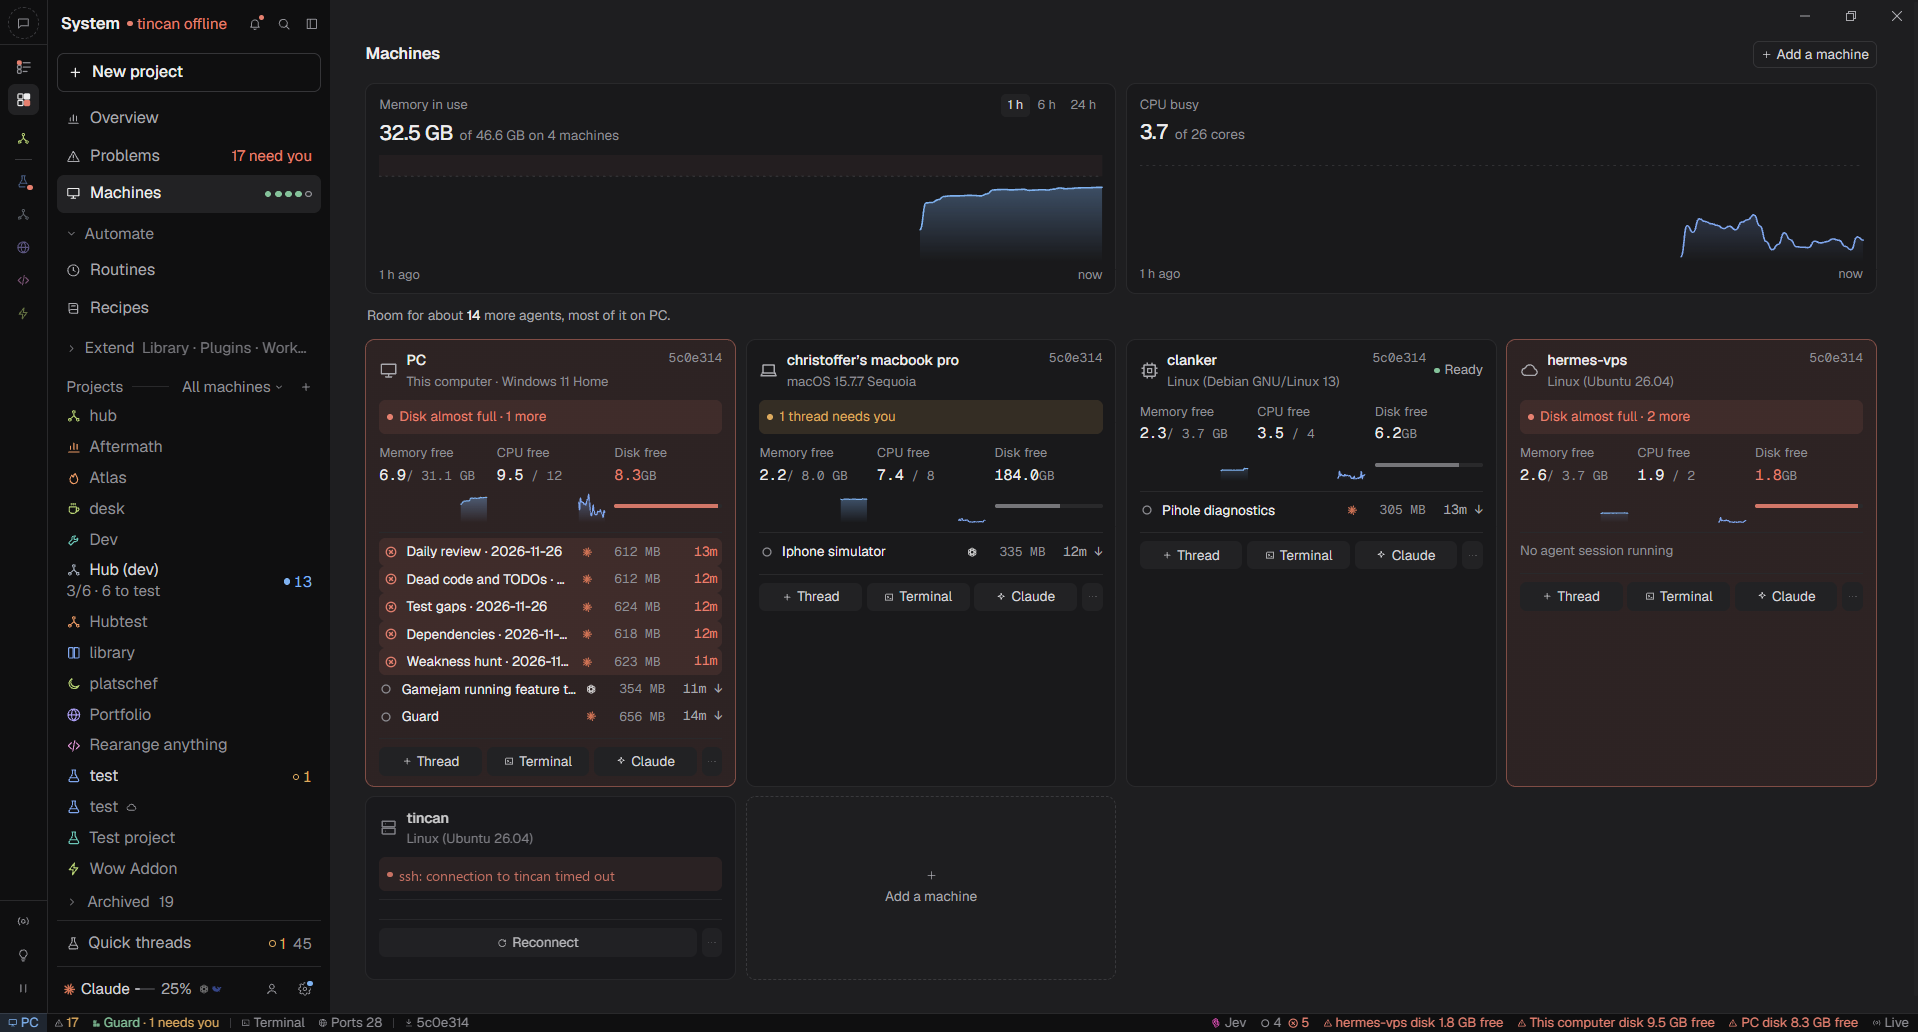 System • tincan offline
+ New project
Overview
Problems 17 need you
Machines
Automate
Routines
Recipes
Extend Library · Plugins · Work...
Projects All machines +
hub
Aftermath
Atlas
desk
Dev
Hub (dev)
3/6 · 6 to test 13
Hubtest
library
platschef
Portfolio
Rearrange anything
test 1
test
Test project
Wow Addon
Archived 19
Quick threads 1 45
Claude 25%
Machines
+ Add a machine
Memory in use 1 h 6 h 24 h
32.5 GB of 46.6 GB on 4 machines
1 h ago now
CPU busy
3.7 of 26 cores
1 h ago now
Room for about 14 more agents, most of it on PC.
PC 5c0e314
This computer · Windows 11 Home
Disk almost full · 1 more
Memory free CPU free Disk free
6.9/ 31.1 GB 9.5 / 12 8.3GB
Daily review · 2026-11-26 612 MB 13m
Dead code and TODOs · ... 612 MB 12m
Test gaps · 2026-11-26 624 MB 12m
Dependencies · 2026-11-... 618 MB 12m
Weakness hunt · 2026-11... 623 MB 11m
Gamejam running feature t... 354 MB 11m ↓
Guard 656 MB 14m ↓
+ Thread Terminal Claude ...
christoffer's macbook pro 5c0e314
macOS 15.7.7 Sequoia
1 thread needs you
Memory free CPU free Disk free
2.2/ 8.0 GB 7.4 / 8 184.0GB
Iphone simulator 335 MB 12m ↓
+ Thread Terminal Claude ...
clanker 5c0e314
Linux (Debian GNU/Linux 13) Ready
Memory free CPU free Disk free
2.3/ 3.7 GB 3.5 / 4 6.2GB
Pihole diagnostics 305 MB 13m ↓
+ Thread Terminal Claude ...
hermes-vps 5c0e314
Linux (Ubuntu 26.04)
Disk almost full · 2 more
Memory free CPU free Disk free
2.6/ 3.7 GB 1.9 / 2 1.8GB
No agent session running
+ Thread Terminal Claude ...
tincan
Linux (Ubuntu 26.04)
ssh: connection to tincan timed out
Reconnect ...
+
Add a machine
PC 17 Guard · 1 needs you Terminal Ports 28 5c0e314 Jev 4 5 hermes-vps disk 1.8 GB free This computer disk 9.5 GB free PC disk 8.3 GB free Live